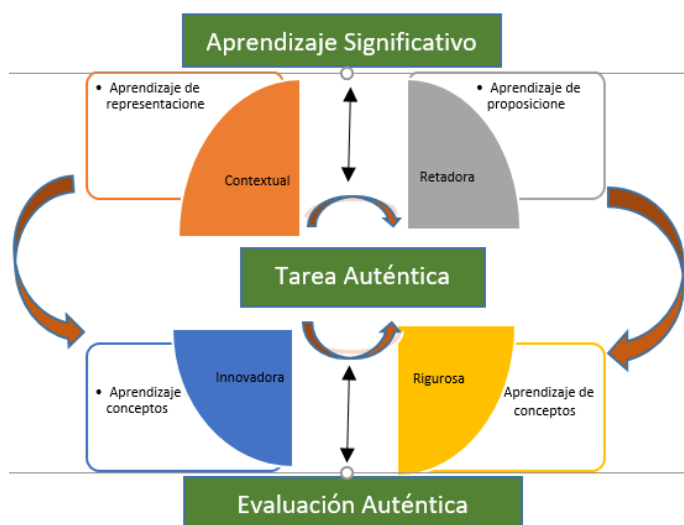 Aprendizaje Significativo
• Aprendizaje de
representacione
• Aprendizaje de
proposicione
Contextual
Retadora
Tarea Auténtica
Innovadora
Rigurosa
• Aprendizaje
conceptos
Aprendizaje de
conceptos
Evaluación Auténtica